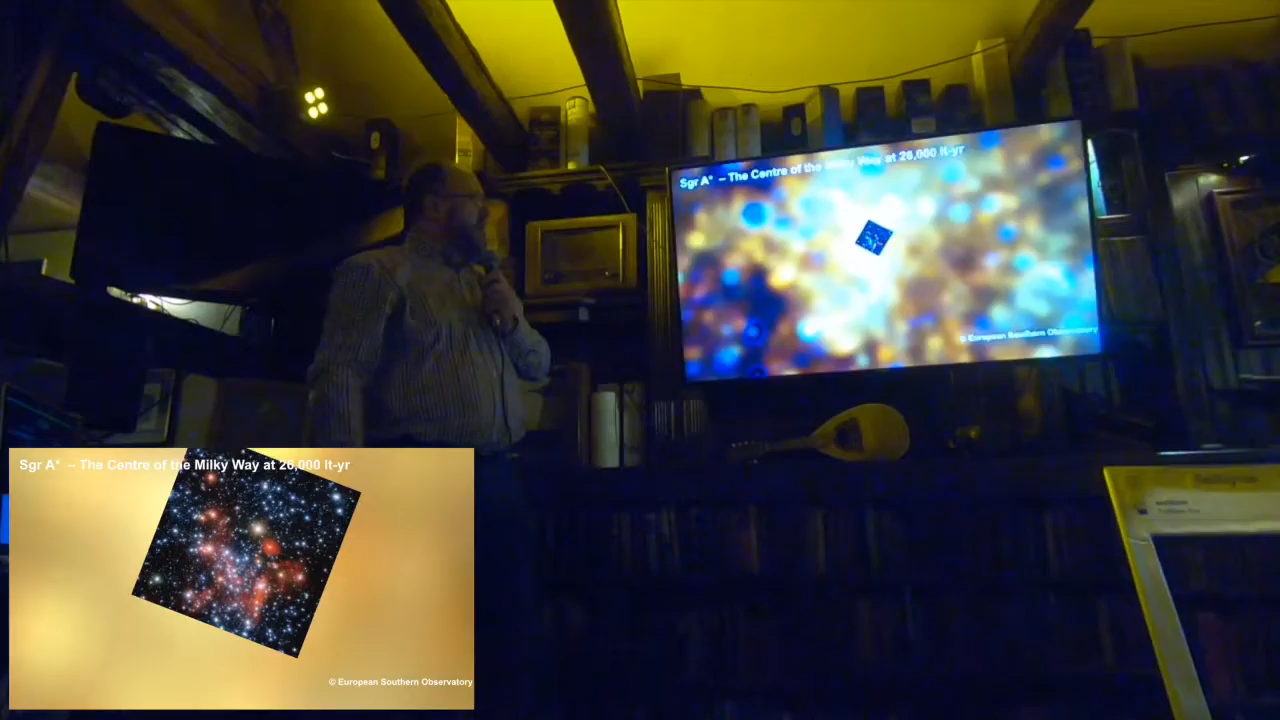 Sgr A* – The Centre of the Milky Way at 26,000 lt-yr
© European Southern Observatory
Sgr A* – The Centre of the Milky Way at 26,000 lt-yr
© European Southern Observatory